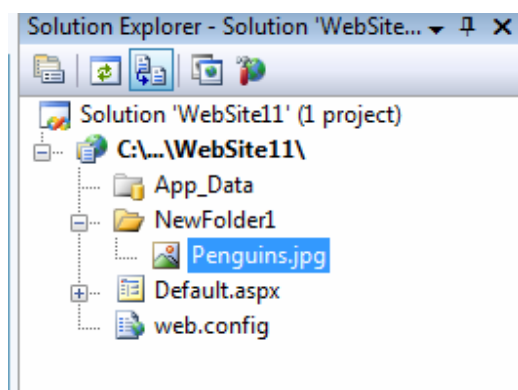 Solution Explorer - Solution 'WebSite...
Solution 'WebSite11' (1 project)
C:\...\WebSite11\
App_Data
NewFolder1
Penguins.jpg
Default.aspx
web.config